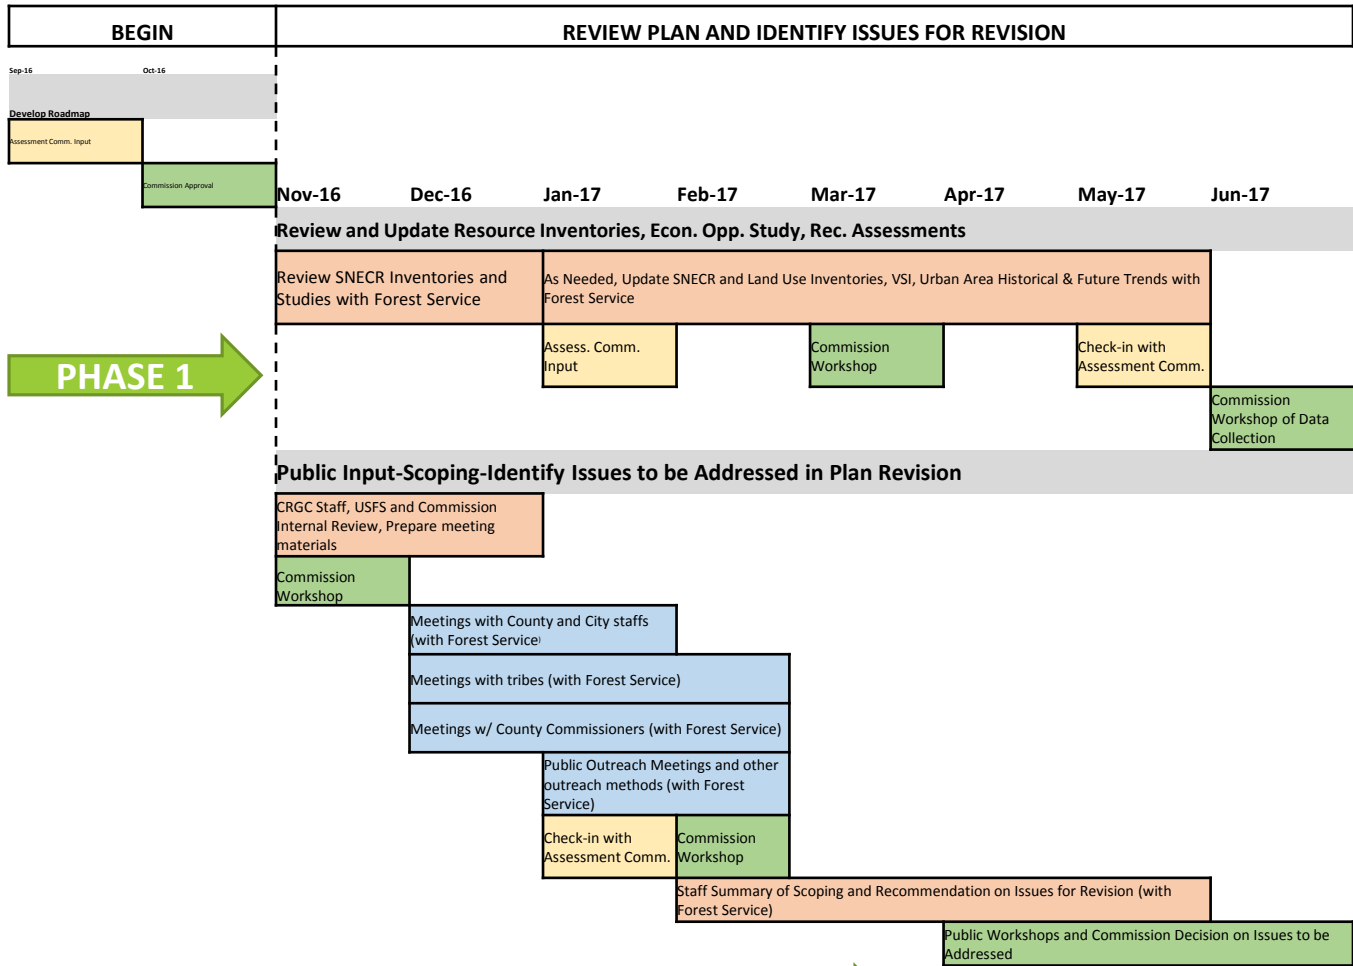 BEGIN
REVIEW PLAN AND IDENTIFY ISSUES FOR REVISION
Sep-16
Oct-16
Develop Roadmap
Assessment Comm. Input
Commission Approval
Nov-16
Dec-16
Jan-17
Feb-17
Mar-17
Apr-17
May-17
Jun-17
Review and Update Resource Inventories, Econ. Opp. Study, Rec. Assessments
Review SNECR Inventories and
Studies with Forest Service
As Needed, Update SNECR and Land Use Inventories, VSI, Urban Area Historical & Future Trends with
Forest Service
Assess. Comm.
Input
Commission
Workshop
Check-in with
Assessment Comm.
PHASE 1
Commission
Workshop of Data
Collection
Public Input-Scoping-Identify Issues to be Addressed in Plan Revision
CRGC Staff, USFS and Commission
Internal Review, Prepare meeting
materials
Commission
Workshop
Meetings with County and City staffs
(with Forest Service)
Meetings with tribes (with Forest Service)
Meetings w/ County Commissioners (with Forest Service)
Public Outreach Meetings and other
outreach methods (with Forest
Service)
Check-in with
Assessment Comm.
Commission
Workshop
Staff Summary of Scoping and Recommendation on Issues for Revision (with
Forest Service)
Public Workshops and Commission Decision on Issues to be
Addressed